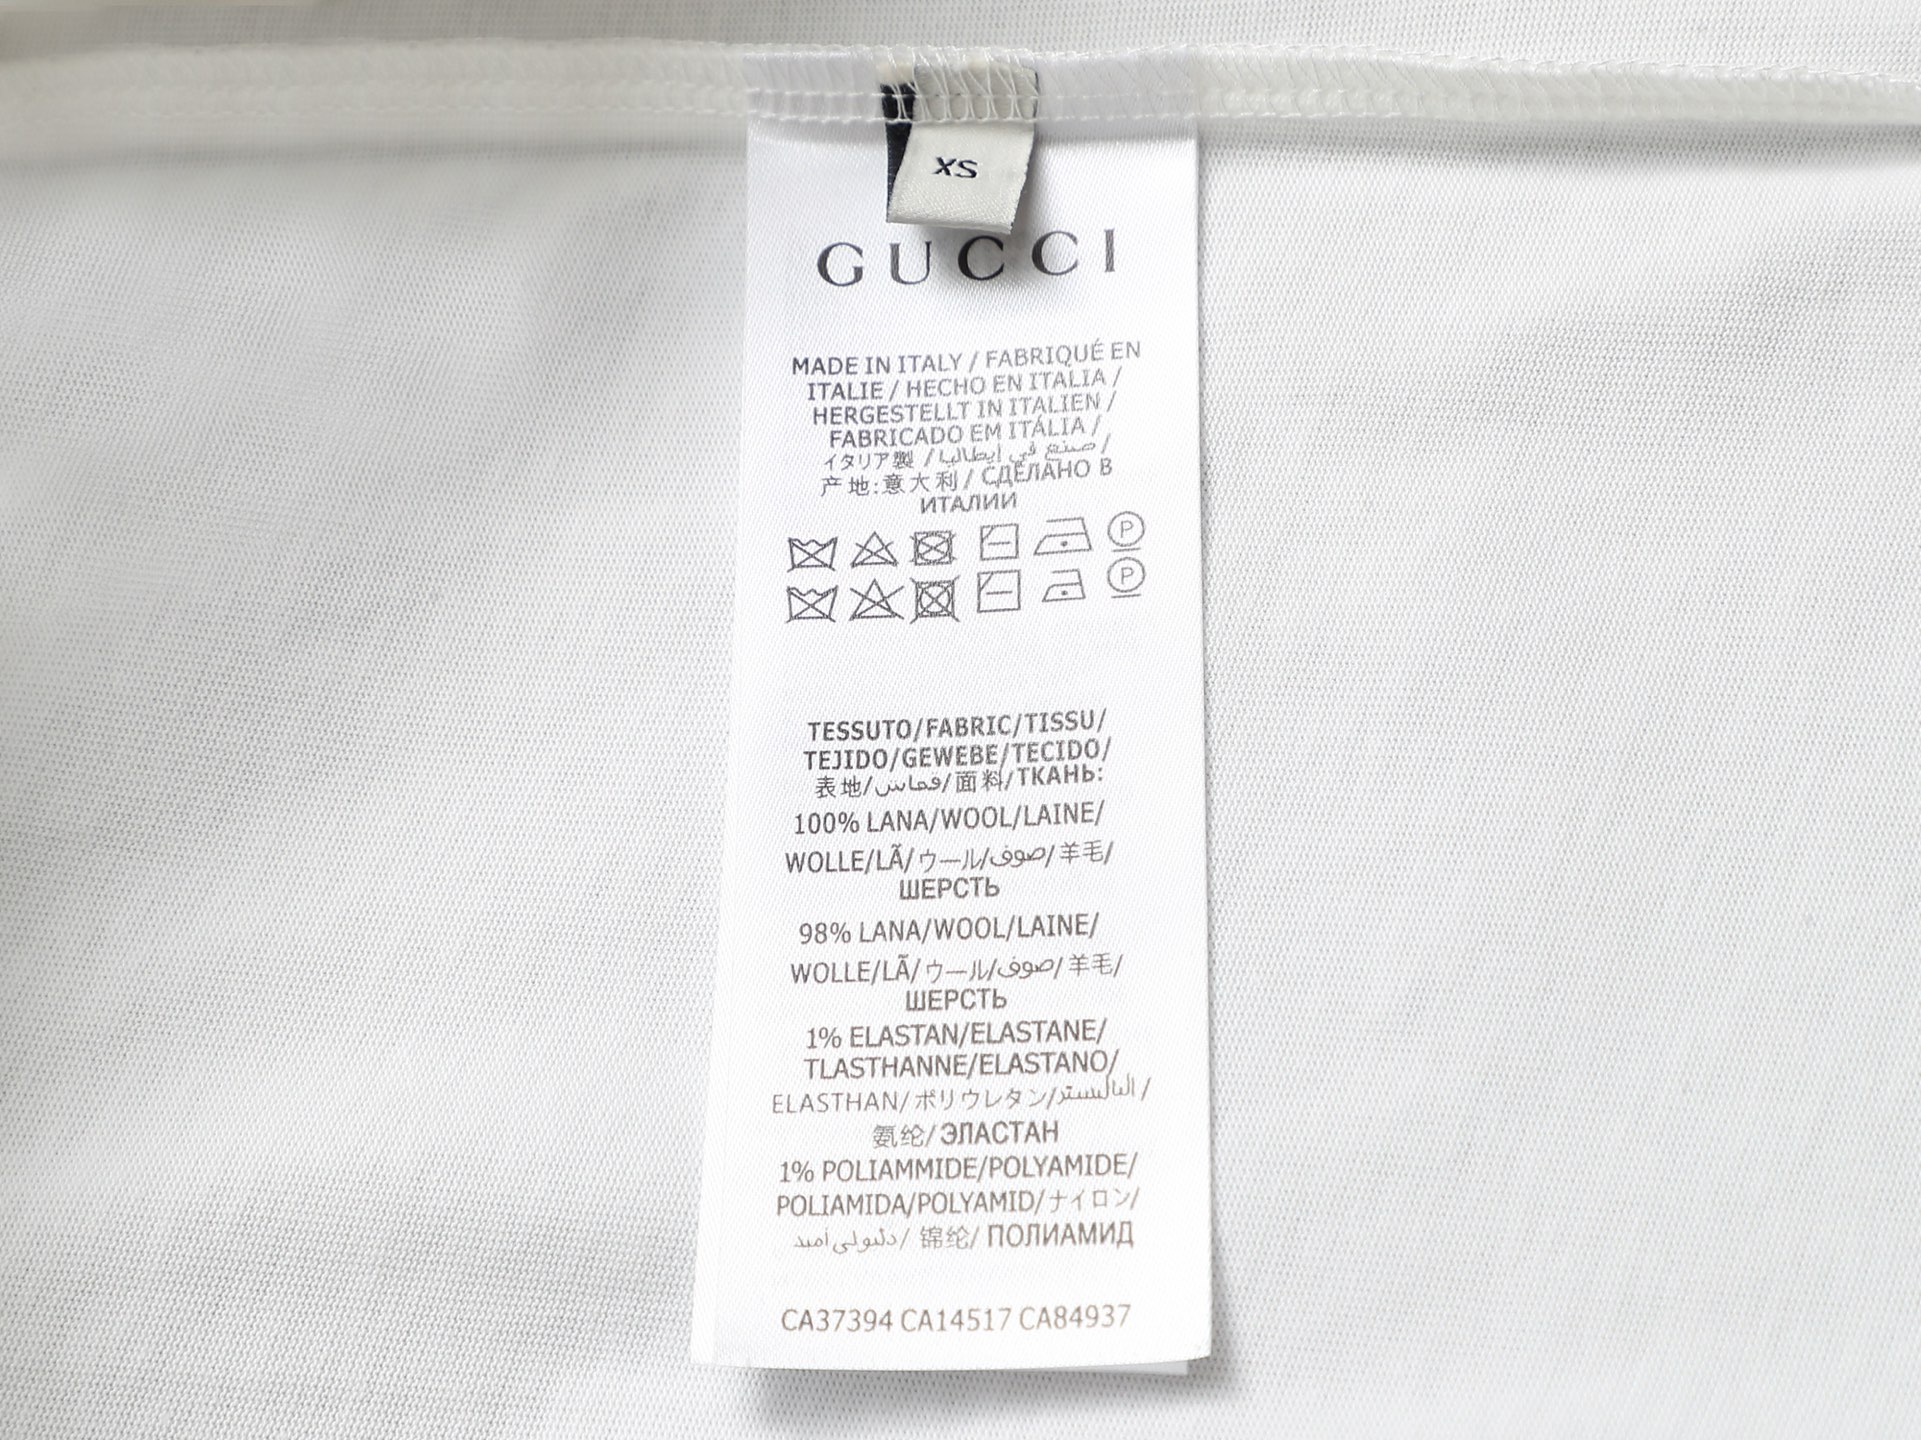 XS
GUCCI
MADE IN ITALY / FABRIQUÉ EN
ITALIE / HECHO EN ITALIA /
HERGESTELLT IN ITALIEN /
FABRICADO EM ITÁLIA /
イタリア製 / صنع في إيطاليا /
产地:意大利 / СДЕЛАНО В
ИТАЛИИ
P
P
TESSUTO/FABRIC/TISSU/
TEJIDO/GEWEBE/TECIDO/
表地/قماش/面料/ТКАНЬ:
100% LANA/WOOL/LAINE/
WOLLE/LÃ/ウール/صوف/羊毛/
ШЕРСТЬ
98% LANA/WOOL/LAINE/
WOLLE/LÃ/ウール/صوف/羊毛/
ШЕРСТЬ
1% ELASTAN/ELASTANE/
TLASTHANNE/ELASTANO/
ELASTHAN/ポリウレタン/
氨纶/ЭЛАСТАН
1% POLIAMMIDE/POLYAMIDE/
POLIAMIDA/POLYAMID/ナイロン/
/ 锦纶/ ПОЛИАМИД
CA37394 CA14517 CA84937